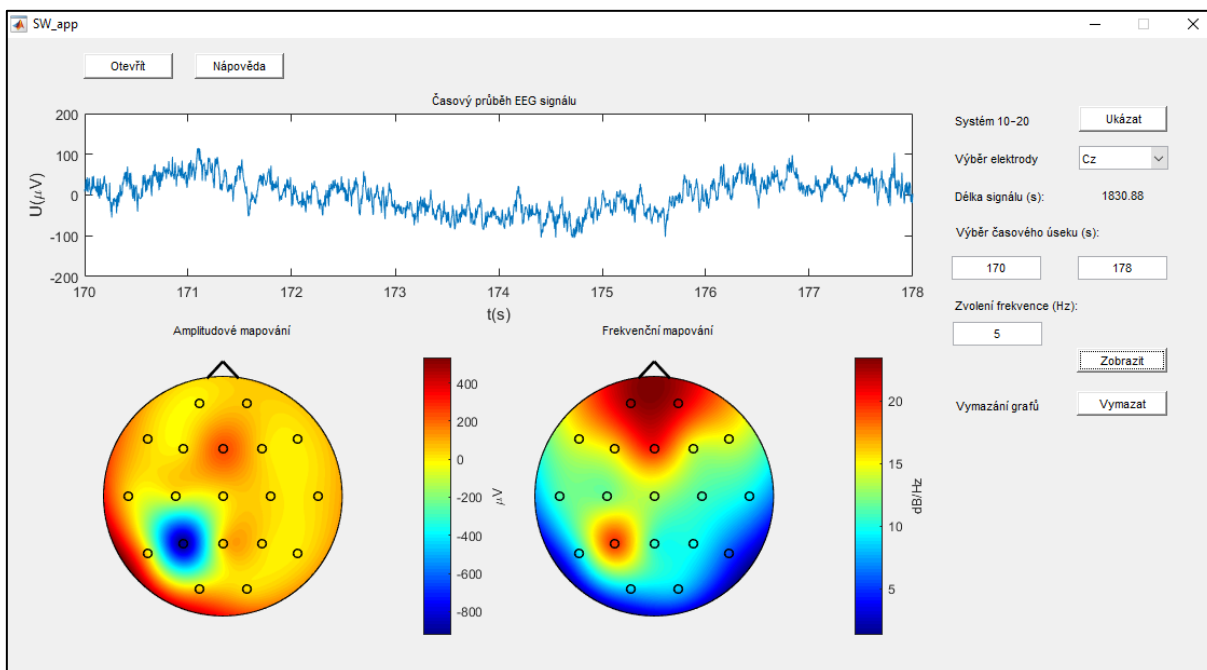 SW_app
Otevřít Nápověda
Časový průběh EEG signálu
200
100
0
-100
-200
U(μV)
170 171 172 173 174 175 176 177 178
t(s)
Systém 10-20 Ukázat
Výběr elektrody Cz
Délka signálu (s): 1830.88
Výběr časového úseku (s):
170 178
Zvolení frekvence (Hz):
5
Zobrazit
Vymazání grafů Vymazat
Amplitudové mapování
400
200
0
-200
-400
-600
-800
μV
Frekvenční mapování
20
15
10
5
dB/Hz